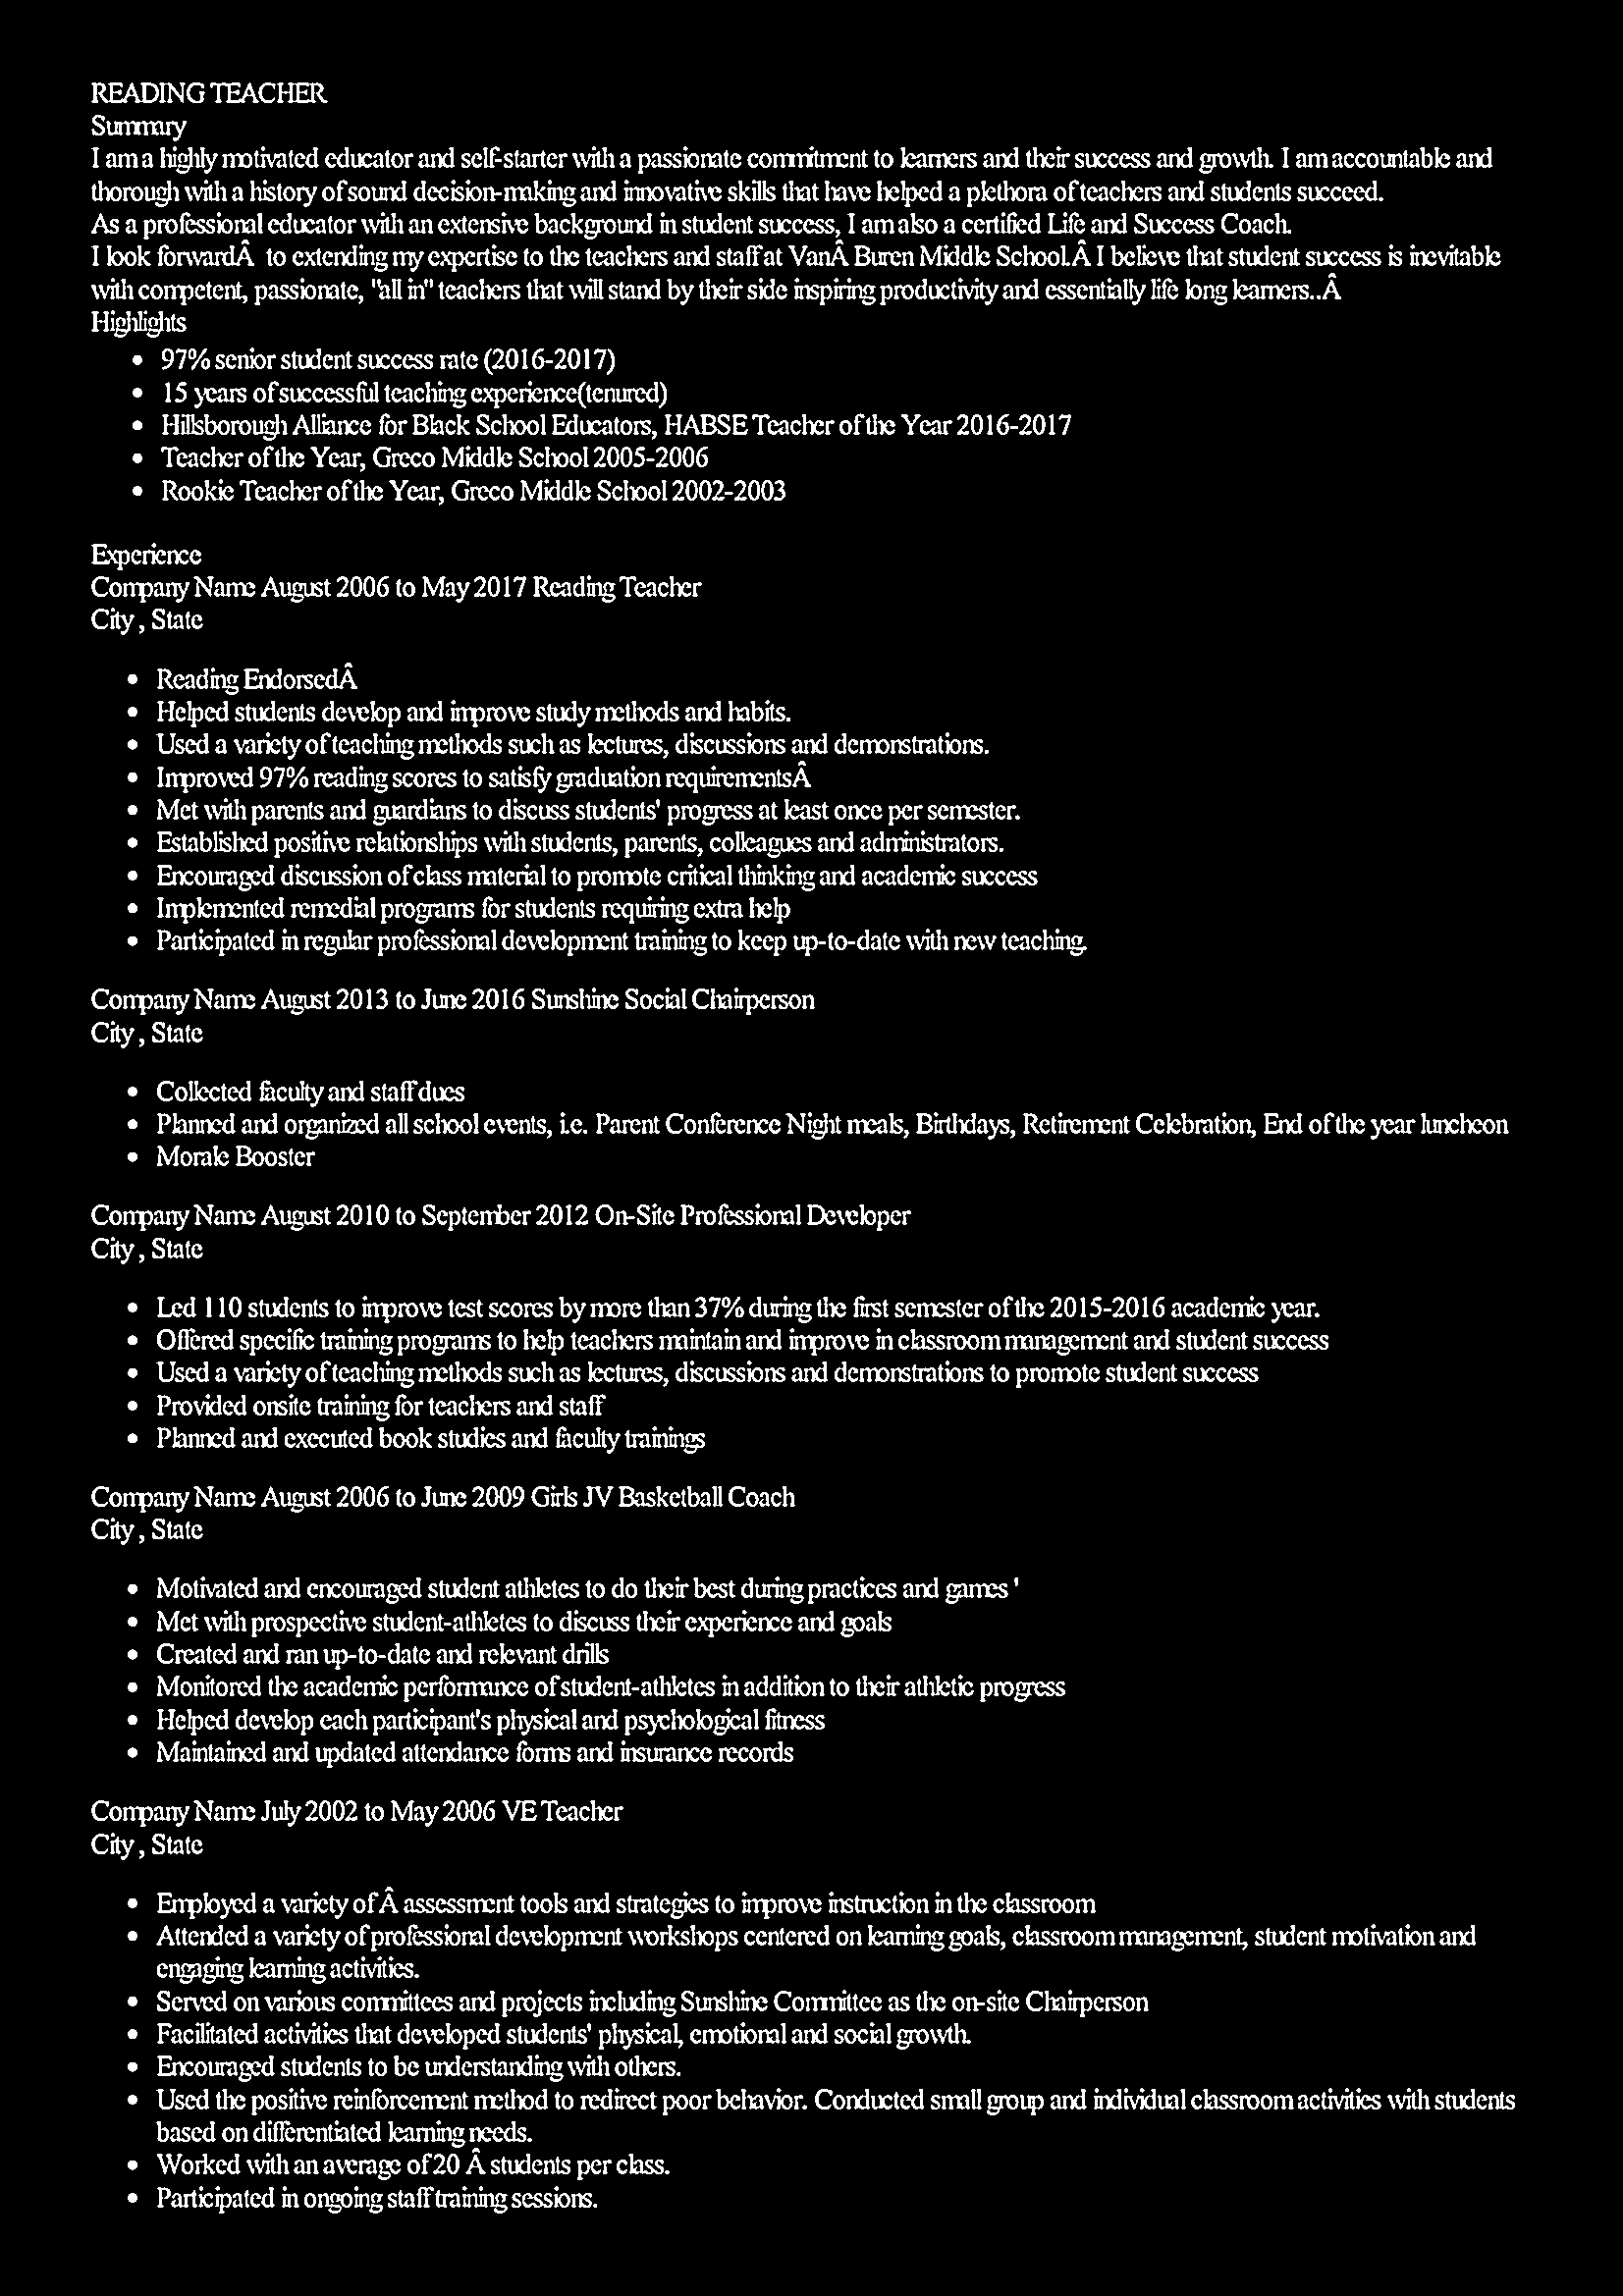 READING TEACHER
Summary
I am a highly motivated educator and self-starter with a passionate commitment to learners and their success and growth. I am accountable and
thorough with a history of sound decision-making and innovative skills that have helped a plethora of teachers and students succeed.
As a professional educator with an extensive background in student success, I am also a certified Life and Success Coach.
I look forwardÂ  to extending my expertise to the teachers and staff at VanÂ Buren Middle School.Â I believe that student success is inevitable
with competent, passionate, "all in" teachers that will stand by their side inspiring productivity and essentially life long learners..Â
Highlights
• 97% senior student success rate (2016-2017)
• 15 years of successful teaching experience(tenured)
• Hillsborough Alliance for Black School Educators, HABSE Teacher of the Year 2016-2017
• Teacher of the Year, Greco Middle School 2005-2006
• Rookie Teacher of the Year, Greco Middle School 2002-2003
Experience
Company Name August 2006 to May 2017 Reading Teacher
City , State
• Reading EndorsedÂ
• Helped students develop and improve study methods and habits.
• Used a variety of teaching methods such as lectures, discussions and demonstrations.
• Improved 97% reading scores to satisfy graduation requirementsÂ
• Met with parents and guardians to discuss students' progress at least once per semester.
• Established positive relationships with students, parents, colleagues and administrators.
• Encouraged discussion of class material to promote critical thinking and academic success
• Implemented remedial programs for students requiring extra help
• Participated in regular professional development training to keep up-to-date with new teaching.
Company Name August 2013 to June 2016 Sunshine Social Chairperson
City , State
• Collected faculty and staff dues
• Planned and organized all school events, i.e. Parent Conference Night meals, Birthdays, Retirement Celebration, End of the year luncheon
• Morale Booster
Company Name August 2010 to September 2012 On-Site Professional Developer
City , State
• Led 110 students to improve test scores by more than 37% during the first semester of the 2015-2016 academic year.
• Offered specific training programs to help teachers maintain and improve in classroom management and student success
• Used a variety of teaching methods such as lectures, discussions and demonstrations to promote student success
• Provided onsite training for teachers and staff
• Planned and executed book studies and faculty trainings
Company Name August 2006 to June 2009 Girls JV Basketball Coach
City , State
• Motivated and encouraged student athletes to do their best during practices and games '
• Met with prospective student-athletes to discuss their experience and goals
• Created and ran up-to-date and relevant drills
• Monitored the academic performance of student-athletes in addition to their athletic progress
• Helped develop each participant's physical and psychological fitness
• Maintained and updated attendance forms and insurance records
Company Name July 2002 to May 2006 VE Teacher
City , State
• Employed a variety of Â assessment tools and strategies to improve instruction in the classroom
• Attended a variety of professional development workshops centered on learning goals, classroom management, student motivation and
engaging learning activities.
• Served on various committees and projects including Sunshine Committee as the on-site Chairperson
• Facilitated activities that developed students' physical, emotional and social growth.
• Encouraged students to be understanding with others.
• Used the positive reinforcement method to redirect poor behavior. Conducted small group and individual classroom activities with students
based on differentiated learning needs.
• Worked with an average of 20 Â students per class.
• Participated in ongoing staff training sessions.